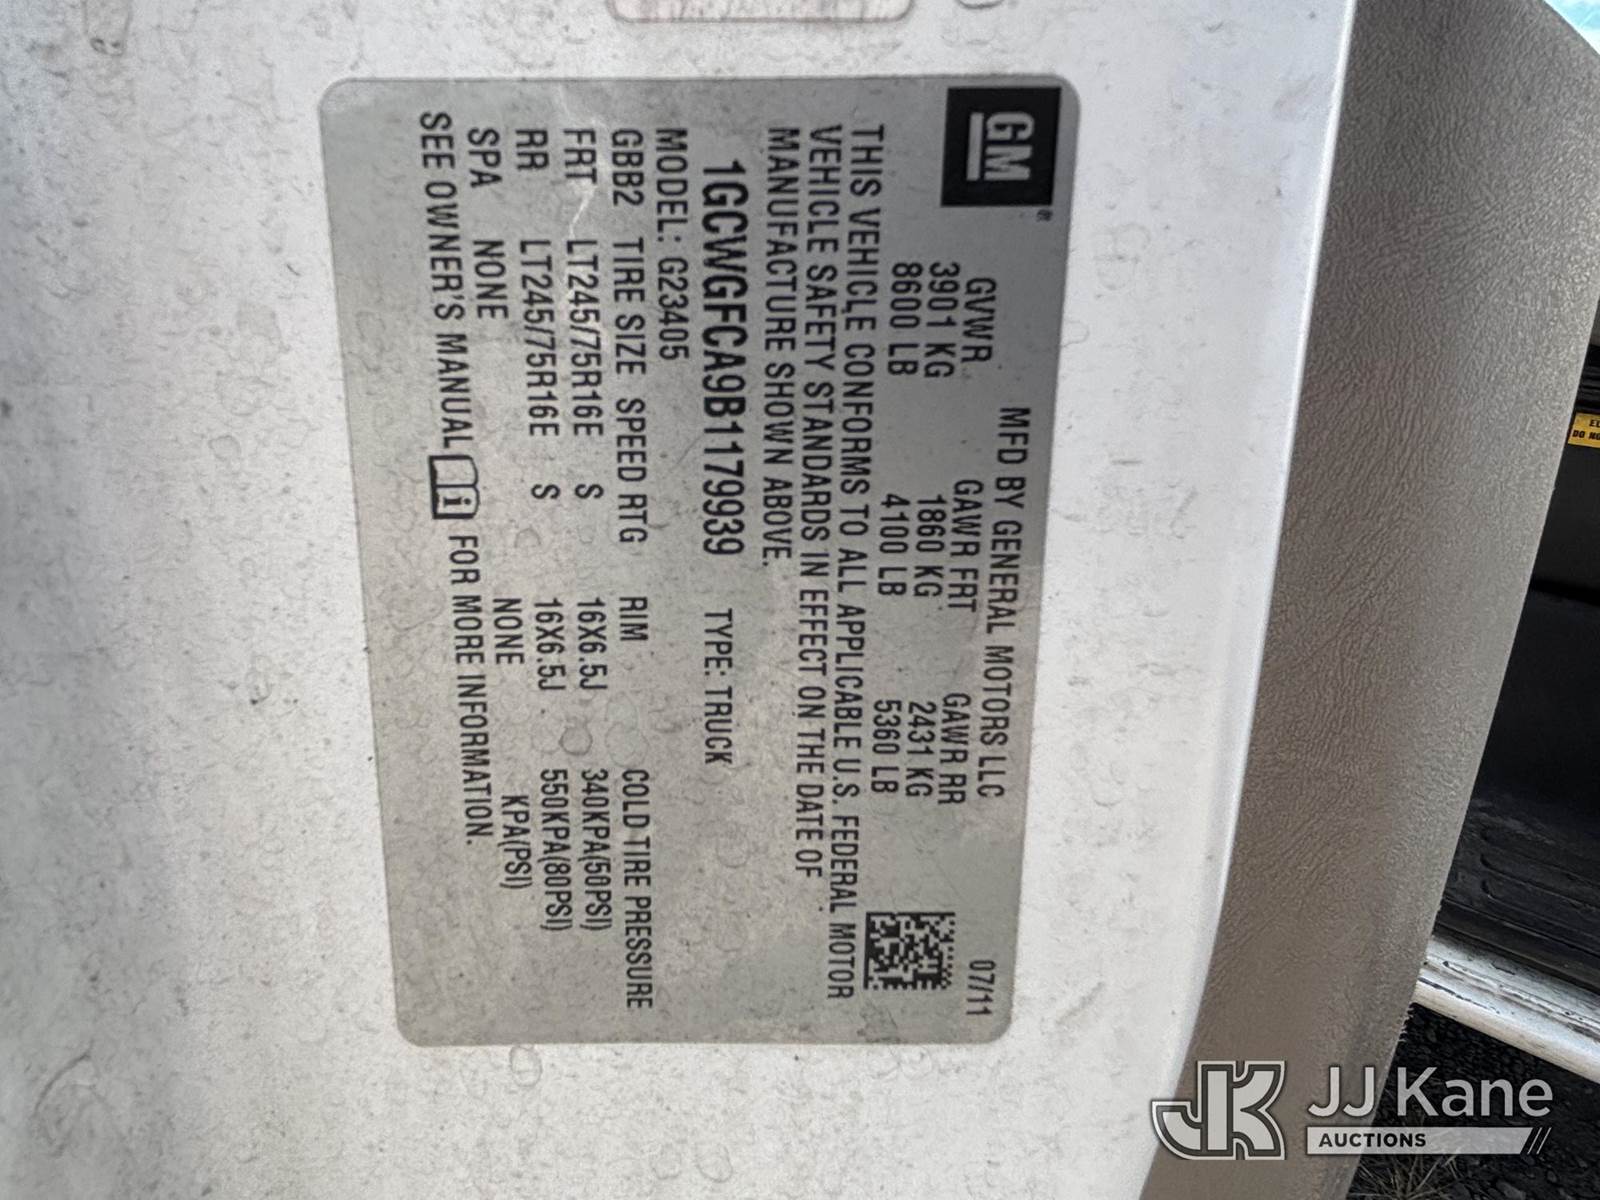 GM
MFD BY GENERAL MOTORS LLC 07/11
GVWR GAWR FRT GAWR RR
3901 KG 1860 KG 2431 KG
8600 LB 4100 LB 5360 LB
THIS VEHICLE CONFORMS TO ALL APPLICABLE U.S. FEDERAL MOTOR
VEHICLE SAFETY STANDARDS IN EFFECT ON THE DATE OF
MANUFACTURE SHOWN ABOVE.
1GCWGFCA9B1179939 TYPE: TRUCK
MODEL: G23405
GBB2 TIRE SIZE SPEED RTG RIM COLD TIRE PRESSURE
FRT LT245/75R16E S 16X6.5J 340KPA(50PSI)
RR LT245/75R16E S 16X6.5J 550KPA(80PSI)
SPA NONE NONE KPA(PSI)
SEE OWNER'S MANUAL i FOR MORE INFORMATION.
JK JJ Kane
AUCTIONS